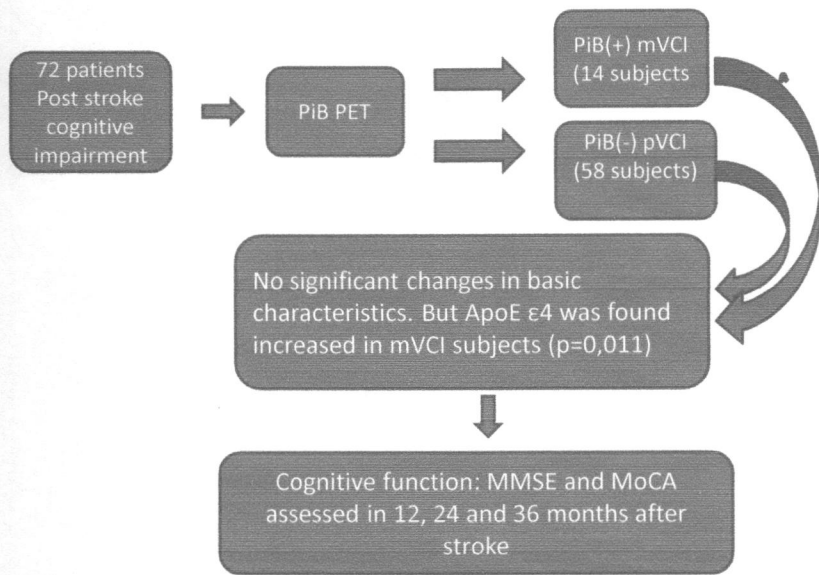 72 patients
Post stroke
cognitive
impairment
PiB PET
PiB(+) mVCI
(14 subjects
PiB(-) pVCI
(58 subjects)
No significant changes in basic
characteristics. But ApoE ε4 was found
increased in mVCI subjects (p=0,011)
Cognitive function: MMSE and MoCA
assessed in 12, 24 and 36 months after
stroke